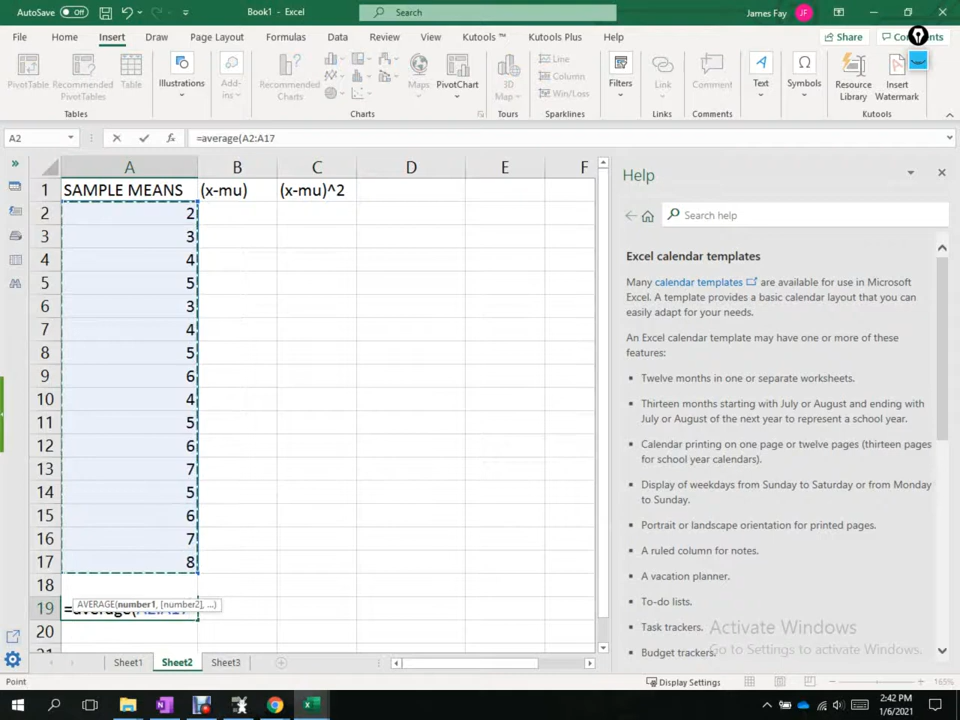 AutoSave Off Book1 - Excel Search James Fay JF
File Home Insert Draw Page Layout Formulas Data Review View Kutools ™ Kutools Plus Help Share Comments
PivotTable Recommended PivotTables Table Illustrations Add-ins Recommended Charts Maps PivotChart 3D Map Line Column Win/Loss Filters Link Comment Text Symbols Resource Library Insert Watermark
Tables Charts Tours Sparklines Links Comments Kutools
A2 fx =average(A2:A17
A B C D E F
1 SAMPLE MEANS (x-mu) (x-mu)^2
2 2
3 3
4 4
5 5
6 3
7 4
8 5
9 6
10 4
11 5
12 6
13 7
14 5
15 6
16 7
17 8
18
AVERAGE(number1, [number2], ...)
19 =average(A2:A17
20
21
Sheet1 Sheet2 Sheet3
Point Display Settings 165%
Help
Search help
Excel calendar templates
Many calendar templates are available for use in Microsoft
Excel. A template provides a basic calendar layout that you can
easily adapt for your needs.
An Excel calendar template may have one or more of these
features:
Twelve months in one or separate worksheets.
Thirteen months starting with July or August and ending with
July or August of the next year to represent a school year.
Calendar printing on one page or twelve pages (thirteen pages
for school year calendars).
Display of weekdays from Sunday to Saturday or from Monday
to Sunday.
Portrait or landscape orientation for printed pages.
A ruled column for notes.
A vacation planner.
To-do lists.
Task trackers.
Budget trackers.
Activate Windows
Go to Settings to activate Windows.
2:42 PM
1/6/2021